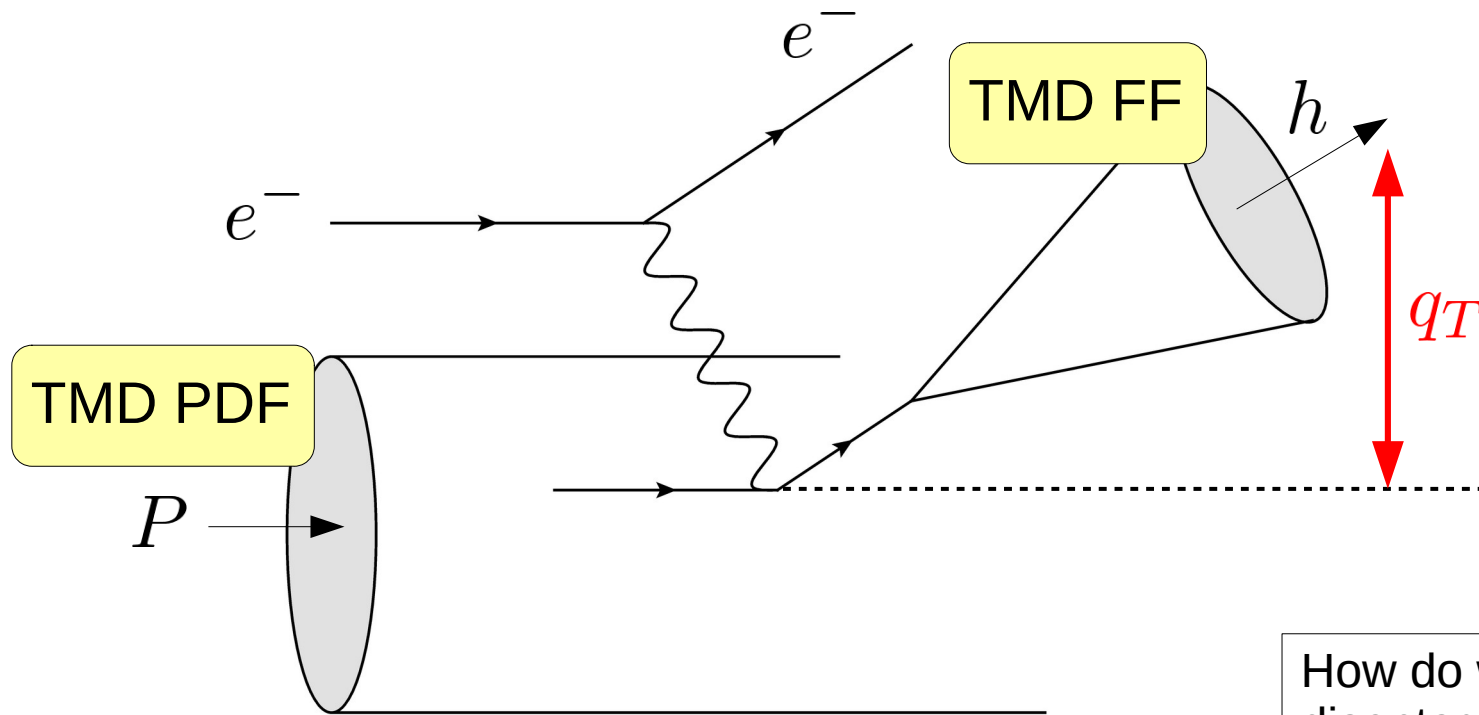 e⁻
TMD FF
h
e⁻
q_T
TMD PDF
P
How do